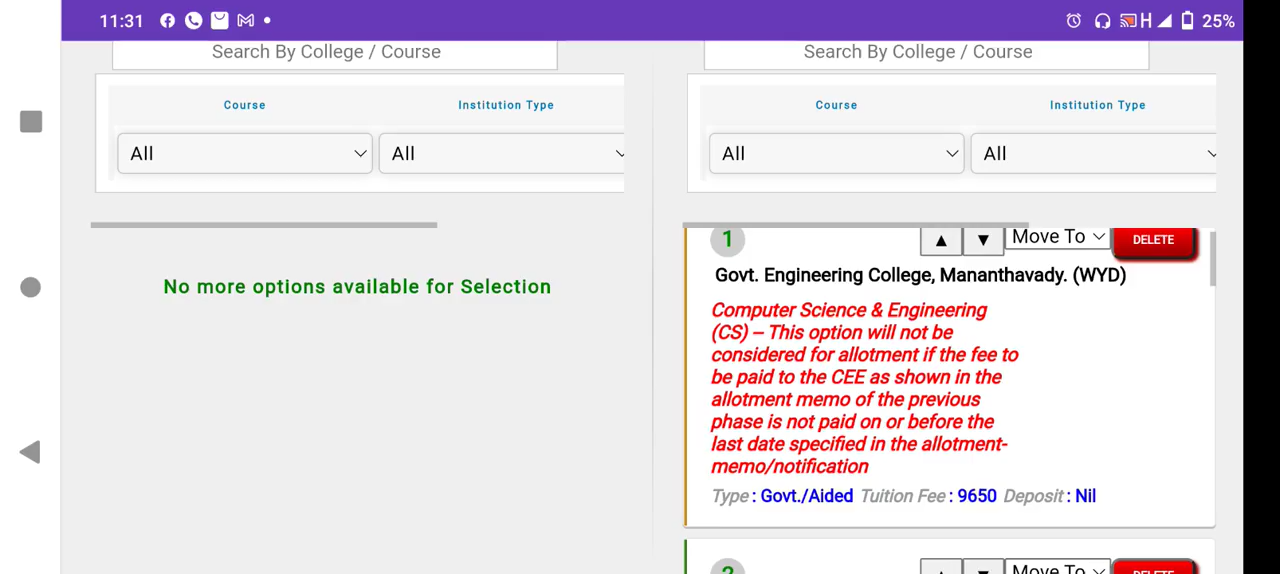 11:31
H 25%
Search By College / Course
Course Institution Type
All All
No more options available for Selection
Search By College / Course
Course Institution Type
All All
1 ▲ ▼ Move To DELETE
Govt. Engineering College, Mananthavady. (WYD)
Computer Science & Engineering
(CS) – This option will not be
considered for allotment if the fee to
be paid to the CEE as shown in the
allotment memo of the previous
phase is not paid on or before the
last date specified in the allotment-
memo/notification
Type : Govt./Aided Tuition Fee : 9650 Deposit : Nil
2 Move To DELETE